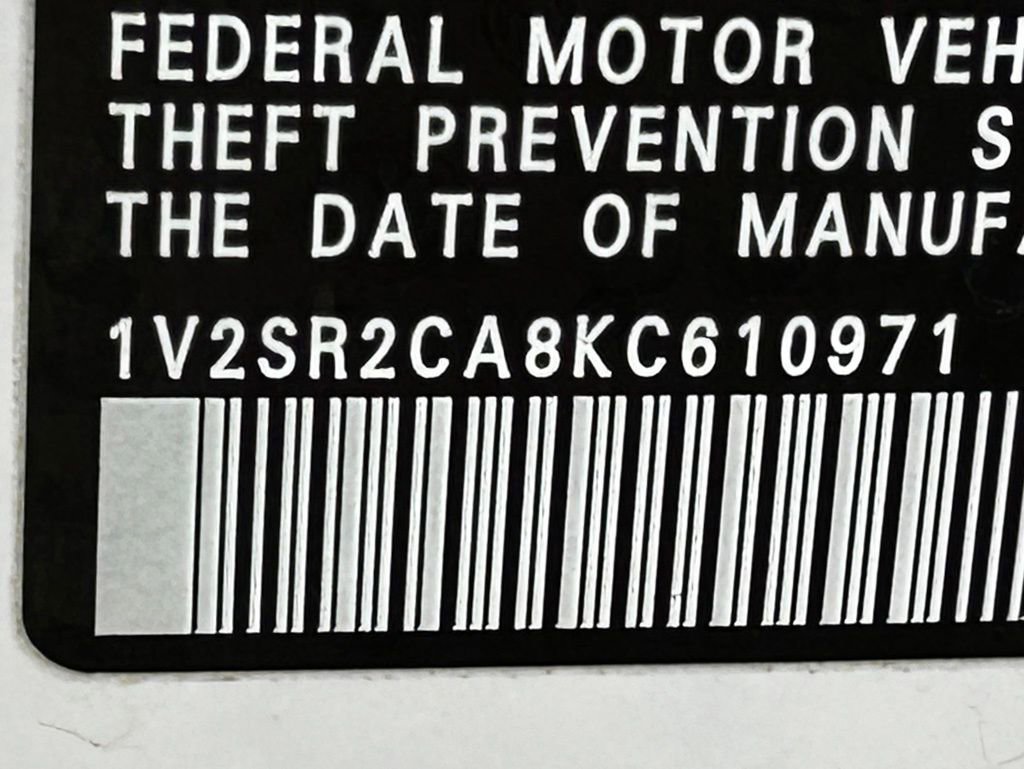 FEDERAL MOTOR VEH
THEFT PREVENTION S
THE DATE OF MANUF
1V2SR2CA8KC610971